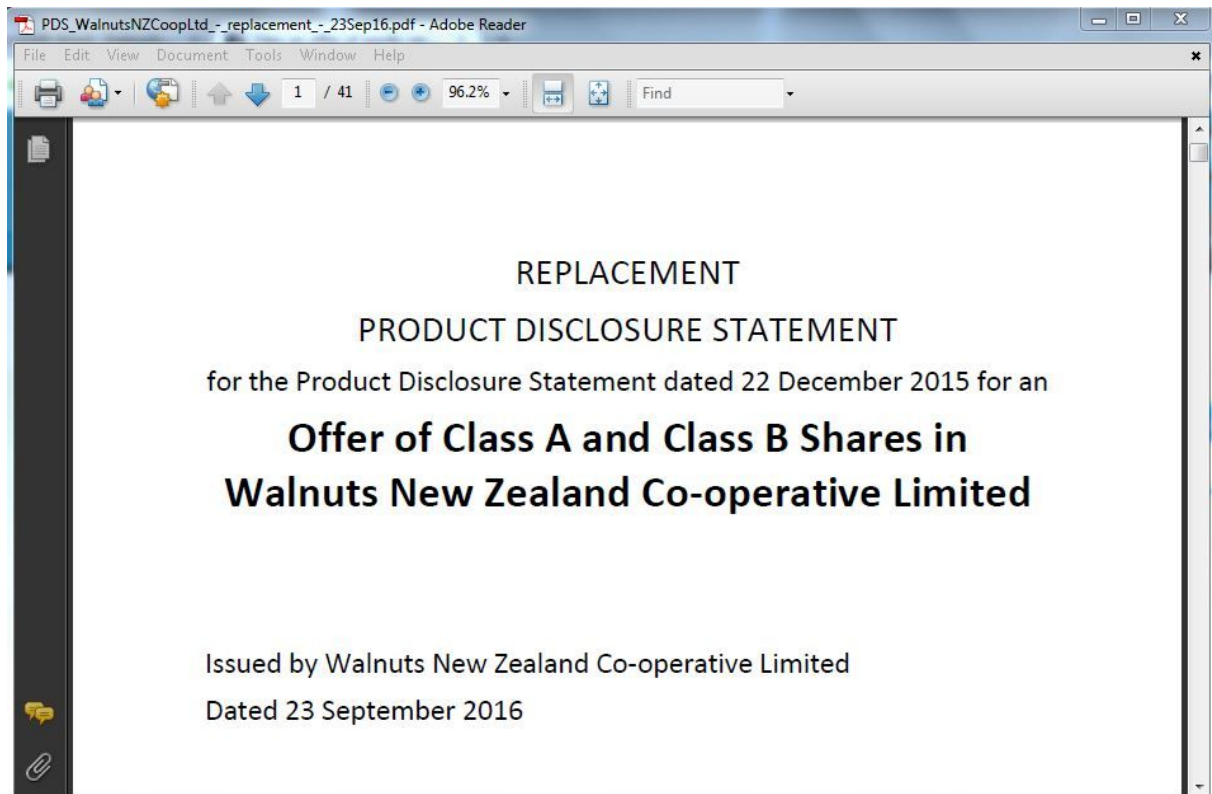 PDS_WalnutsNZCoopLtd_-_replacement_-_23Sep16.pdf - Adobe Reader
File Edit View Document Tools Window Help
1 / 41 96.2% Find
REPLACEMENT
PRODUCT DISCLOSURE STATEMENT
for the Product Disclosure Statement dated 22 December 2015 for an
Offer of Class A and Class B Shares in
Walnuts New Zealand Co-operative Limited
Issued by Walnuts New Zealand Co-operative Limited
Dated 23 September 2016